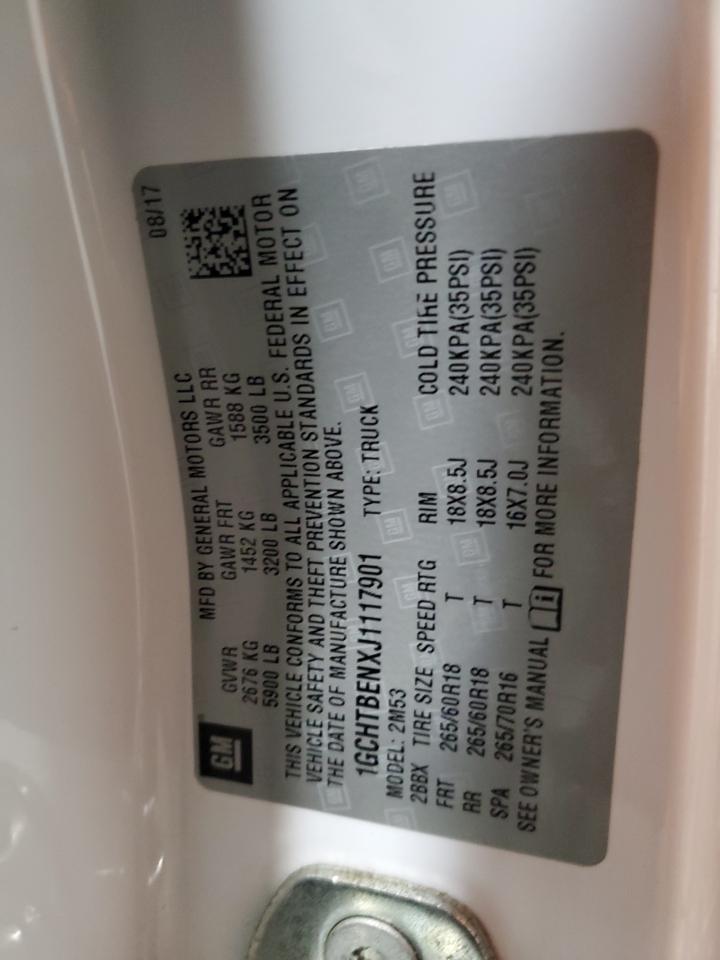 GM
MFD BY GENERAL MOTORS LLC 08/17
GVWR GAWR FRT GAWR RR
2676 KG 1452 KG 1588 KG
5900 LB 3200 LB 3500 LB
THIS VEHICLE CONFORMS TO ALL APPLICABLE U.S. FEDERAL MOTOR
VEHICLE SAFETY AND THEFT PREVENTION STANDARDS IN EFFECT ON
THE DATE OF MANUFACTURE SHOWN ABOVE.
1GCHTBENXJ1117901 TYPE: TRUCK
MODEL: 2M53
2BBX TIRE SIZE SPEED RTG RIM COLD TIRE PRESSURE
FRT 265/60R18 T 18X8.5J 240KPA(35PSI)
RR 265/60R18 T 18X8.5J 240KPA(35PSI)
SPA 265/70R16 T 16X7.0J 240KPA(35PSI)
SEE OWNER'S MANUAL i FOR MORE INFORMATION.